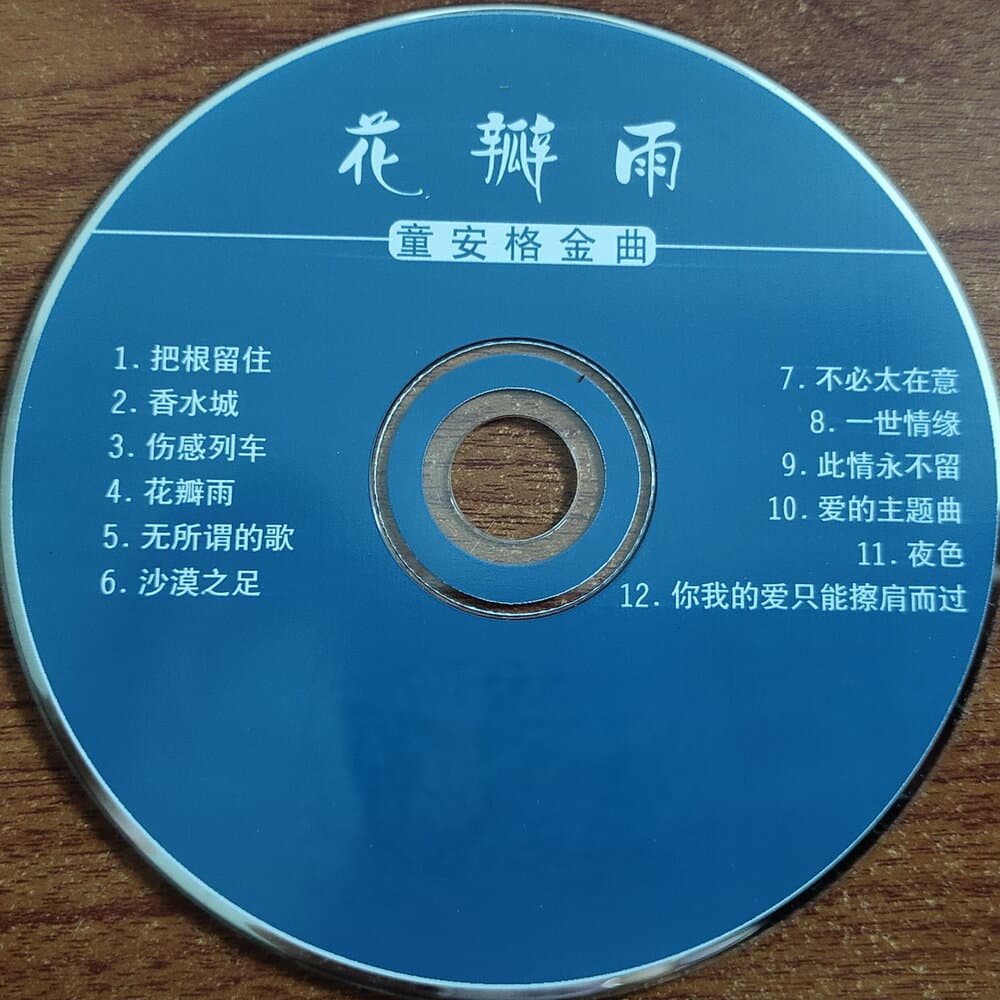 花瓣雨
童安格金曲
1. 把根留住
2. 香水城
3. 伤感列车
4. 花瓣雨
5. 无所谓的歌
6. 沙漠之足
7. 不必太在意
8. 一世情缘
9. 此情永不留
10. 爱的主题曲
11. 夜色
12. 你我的爱只能擦肩而过